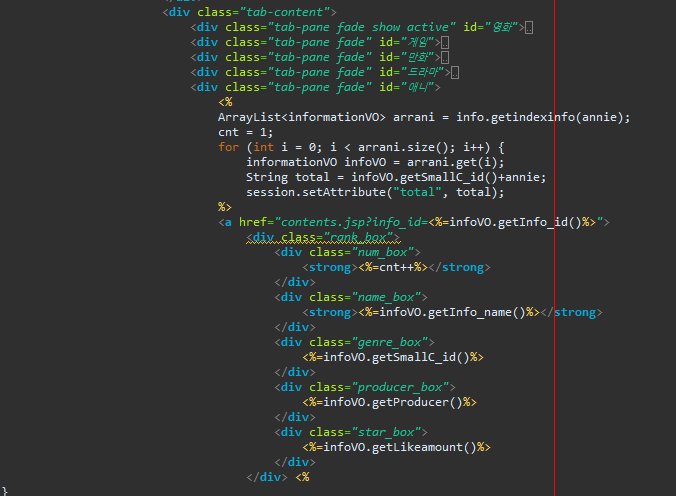 <div class="tab-content">
<div class="tab-pane fade show active" id="영화">
<div class="tab-pane fade" id="게임">
<div class="tab-pane fade" id="만화">
<div class="tab-pane fade" id="드라마">
<div class="tab-pane fade" id="애니">
<%
ArrayList<informationVO> arrani = info.getindexinfo(annie);
cnt = 1;
for (int i = 0; i < arrani.size(); i++) {
informationVO infoVO = arrani.get(i);
String total = infoVO.getSmallC_id()+annie;
session.setAttribute("total", total);
%>
<a href="contents.jsp?info_id=<%=infoVO.getInfo_id()%>">
<div class="rank_box">
<div class="num_box">
<strong><%=cnt++%></strong>
</div>
<div class="name_box">
<strong><%=infoVO.getInfo_name()%></strong>
</div>
<div class="genre_box">
<%=infoVO.getSmallC_id()%>
</div>
<div class="producer_box">
<%=infoVO.getProducer()%>
</div>
<div class="star_box">
<%=infoVO.getLikeamount()%>
</div>
</div> <%
}